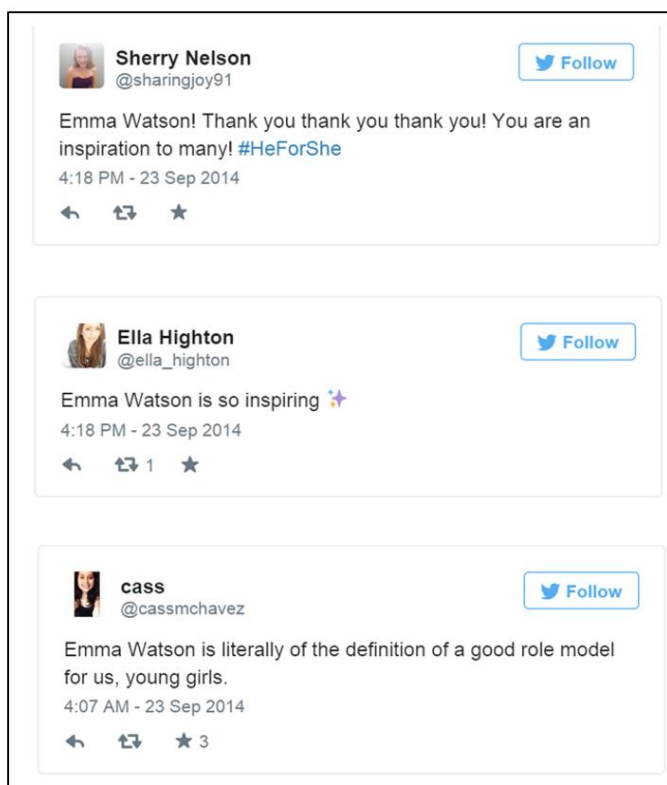 Sherry Nelson
Follow
@sharingjoy91
Emma Watson! Thank you thank you thank you! You are an
inspiration to many! #HeForShe
4:18 PM - 23 Sep 2014
Ella Highton
Follow
@ella_highton
Emma Watson is so inspiring ✨
4:18 PM - 23 Sep 2014
1
cass
Follow
@cassmchavez
Emma Watson is literally of the definition of a good role model
for us, young girls.
4:07 AM - 23 Sep 2014
3